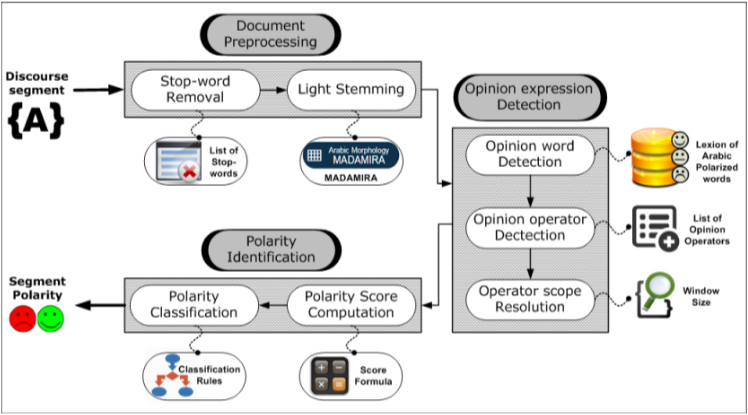 Document
Preprocessing
Discourse
segment
{A}
Stop-word
Removal
Light Stemming
List of
Stop-
words
Arabic Morphology
MADAMIRA
MADAMIRA
Opinion expression
Detection
Opinion word
Detection
Lexion of
Arabic
Polarized
words
Opinion operator
Dectection
List of
Opinion
Operators
Operator scope
Resolution
Window
Size
Polarity
Identification
Segment
Polarity
Polarity
Classification
Polarity Score
Computation
Classification
Rules
Score
Formula